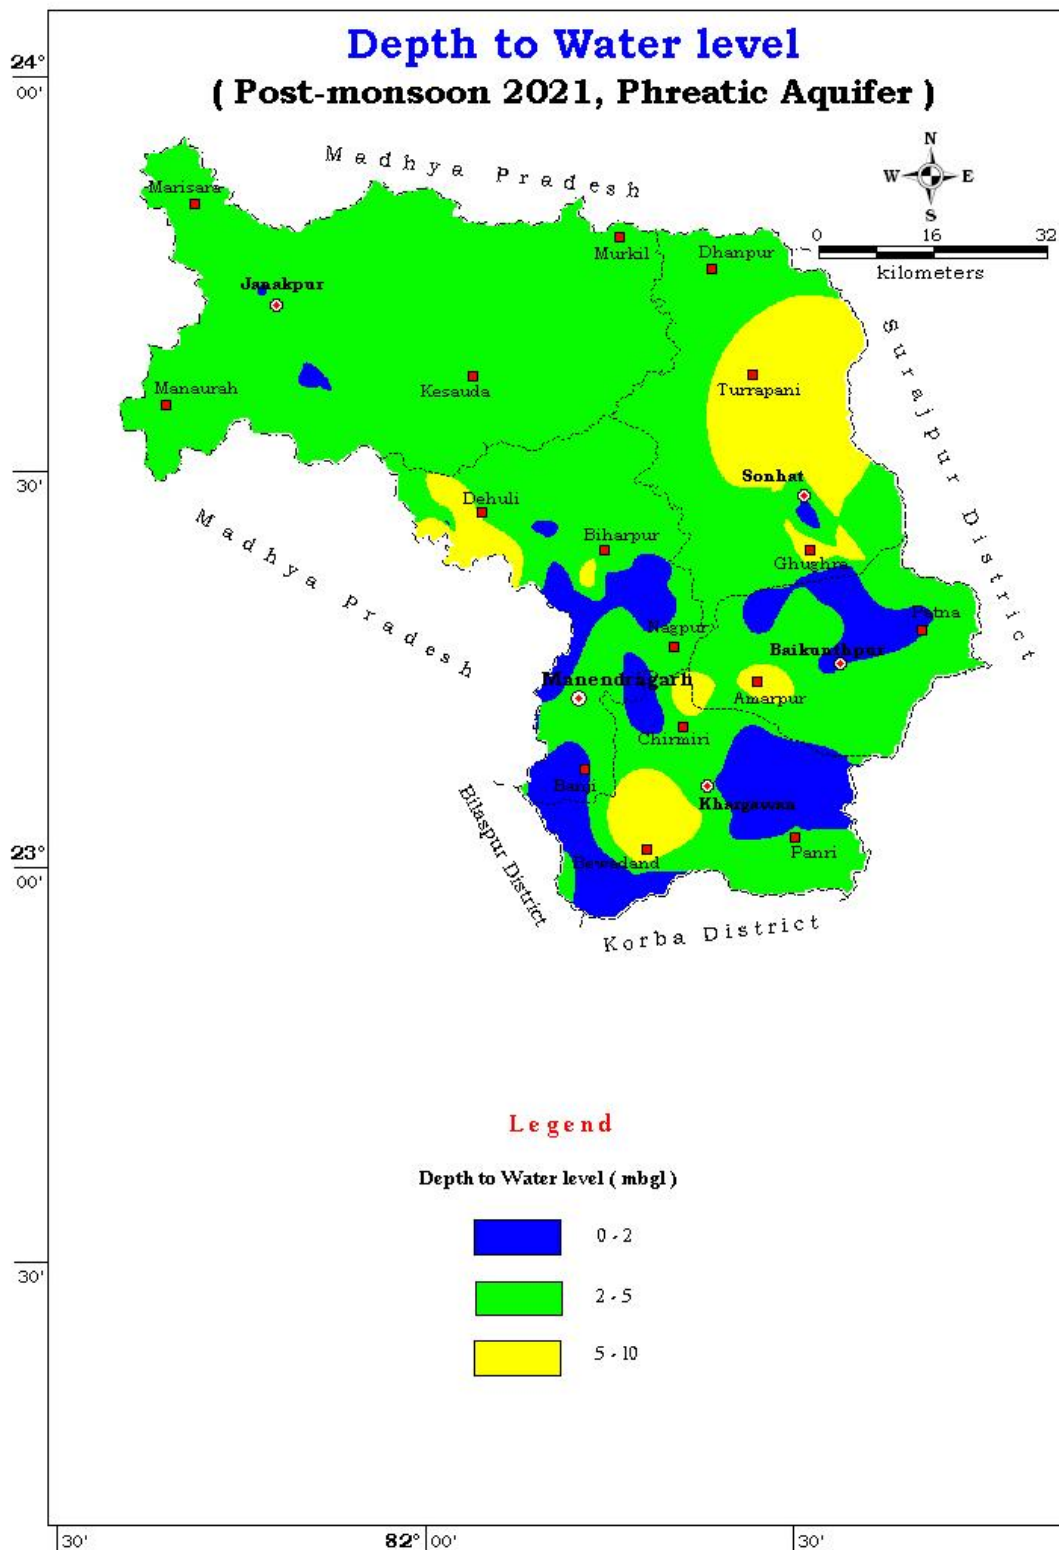 Depth to Water level
( Post-monsoon 2021, Phreatic Aquifer )
24°
00'
Madhya Pradesh
N
W E
S
0 16 32
kilometers
Marisara
Murkil
Dhanpur
Janakpur
Surajpur District
Manaurah
Kesauda
Turrapani
30'
Sonhat
Madhya Pradesh
Dehuli
Biharpur
Ghughra
Patna
Nagpur
Baikunthpur
Manendragarh
Amarpur
Chirmiri
Banji
Khargawan
Bilaspur District
23°
00'
Panri
Korba District
Legend
Depth to Water level ( mbgl )
0 - 2
30'
2 - 5
5 - 10
30' 82° 00' 30'